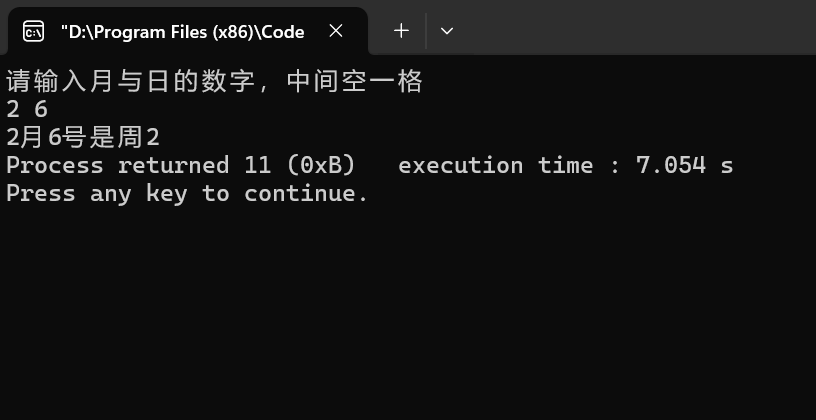 "D:\Program Files (x86)\Code
请输入月与日的数字，中间空一格
2 6
2月6号是周2
Process returned 11 (0xB)   execution time : 7.054 s
Press any key to continue.